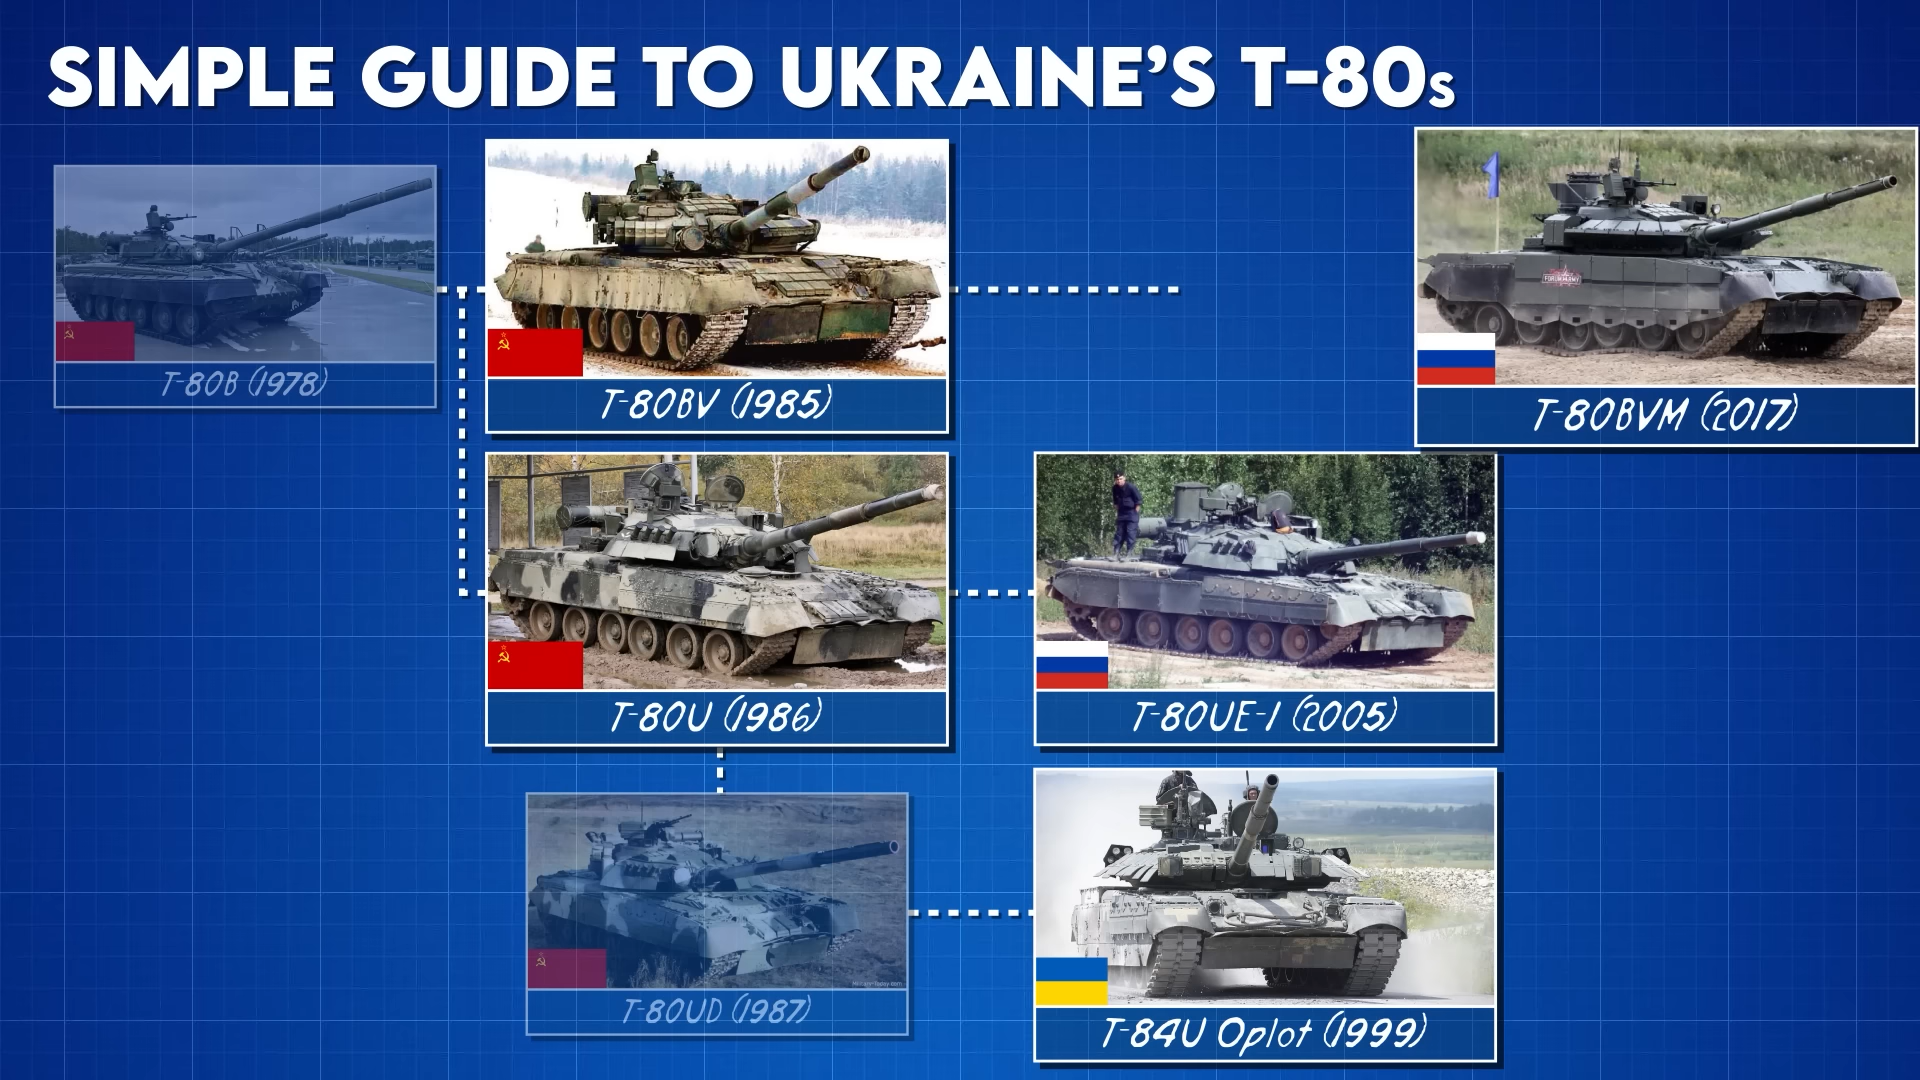 SIMPLE GUIDE TO UKRAINE'S T-80s
T-80B (1978)
T-80BV (1985)
T-80BVM (2017)
T-80U (1986)
T-80UE-1 (2005)
T-80UD (1987)
T-84U Oplot (1999)